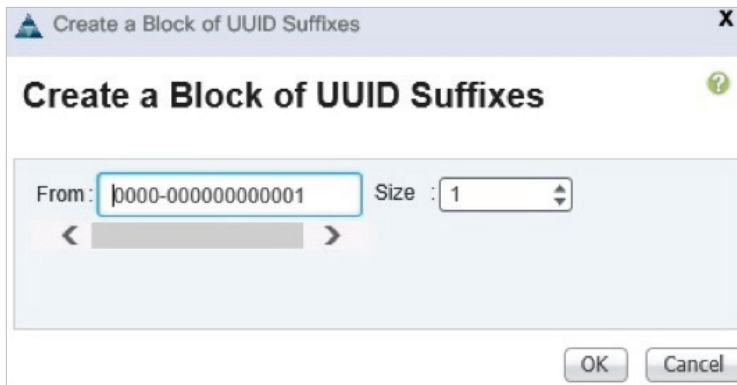 Create a Block of UUID Suffixes X
Create a Block of UUID Suffixes ?
From : 0000-000000000001 Size : 1
OK Cancel